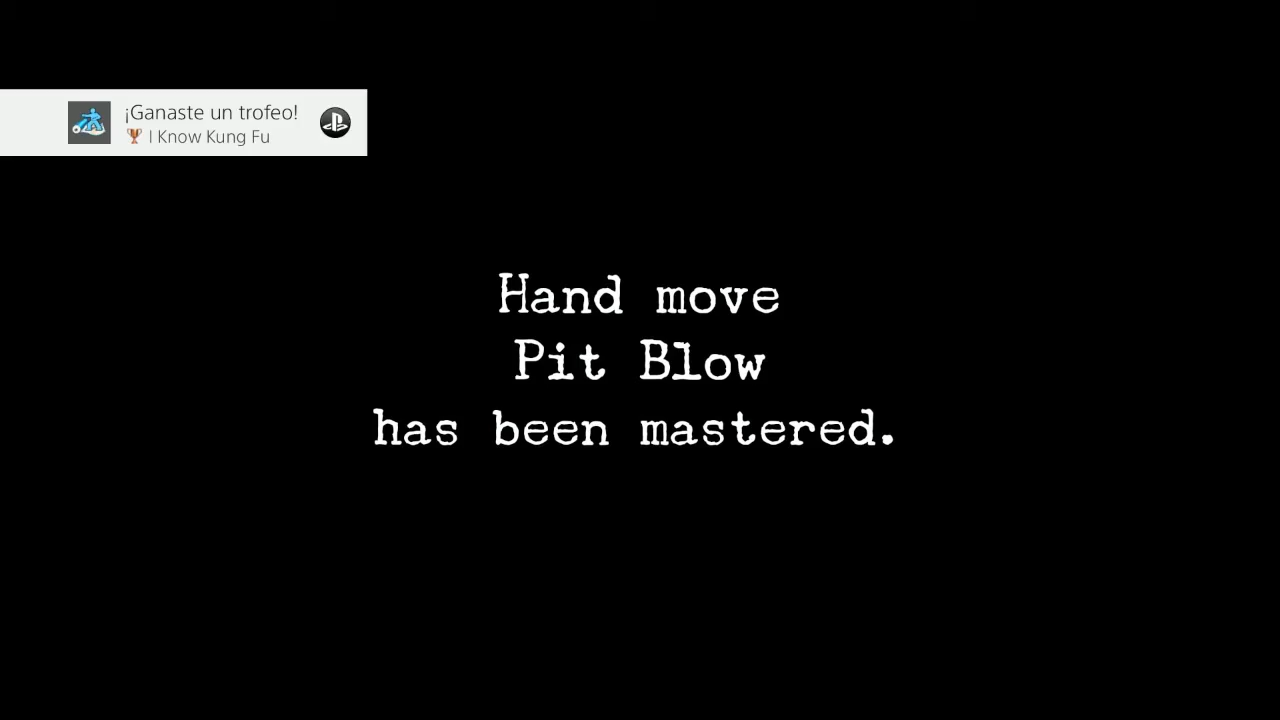 ¡Ganaste un trofeo!
I Know Kung Fu
Hand move
Pit Blow
has been mastered.